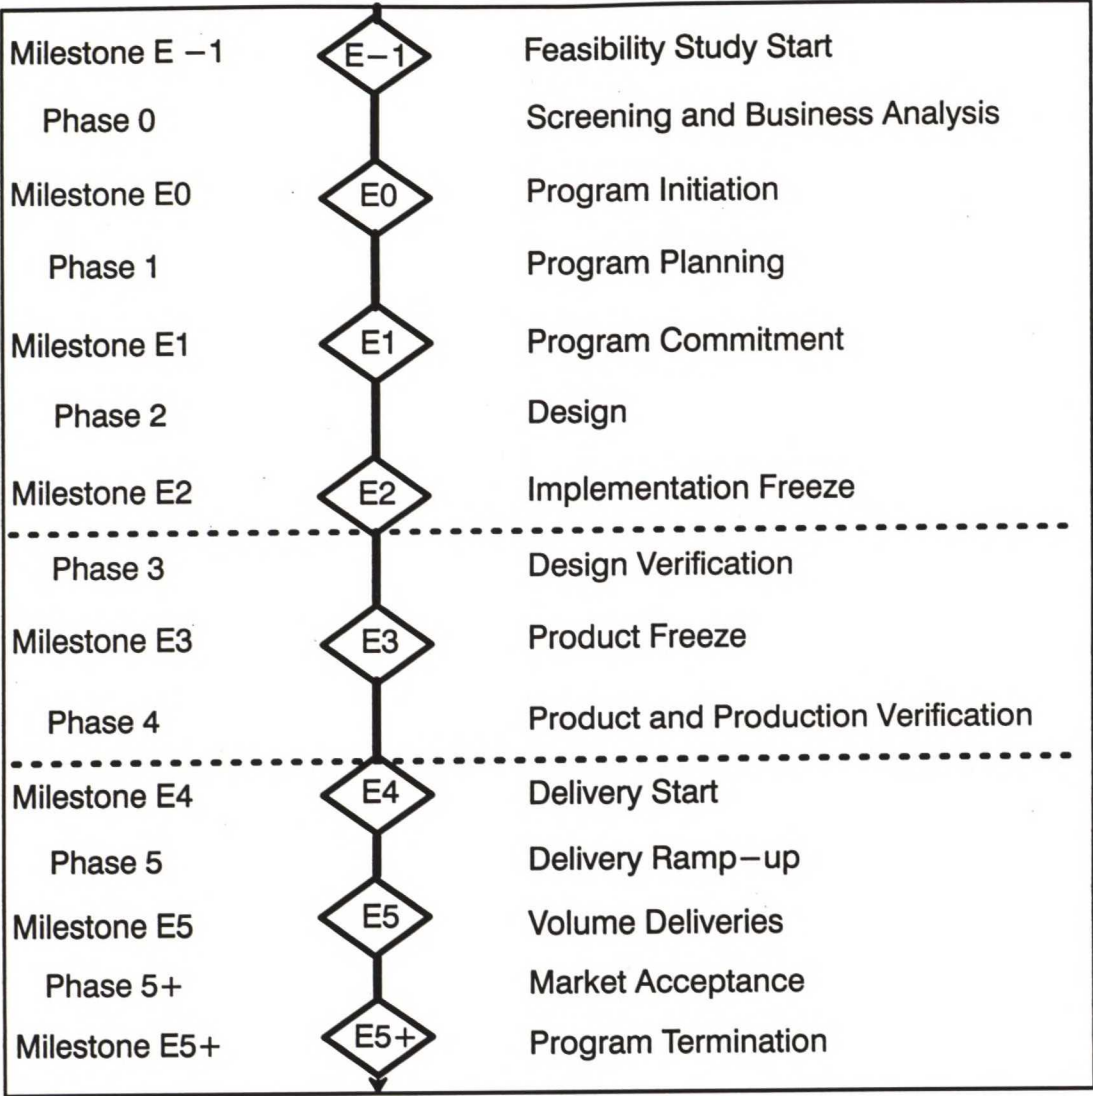 Milestone E −1 E−1 Feasibility Study Start
Phase 0 Screening and Business Analysis
Milestone E0 E0 Program Initiation
Phase 1 Program Planning
Milestone E1 E1 Program Commitment
Phase 2 Design
Milestone E2 E2 Implementation Freeze
Phase 3 Design Verification
Milestone E3 E3 Product Freeze
Phase 4 Product and Production Verification
Milestone E4 E4 Delivery Start
Phase 5 Delivery Ramp−up
Milestone E5 E5 Volume Deliveries
Phase 5+ Market Acceptance
Milestone E5+ E5+ Program Termination